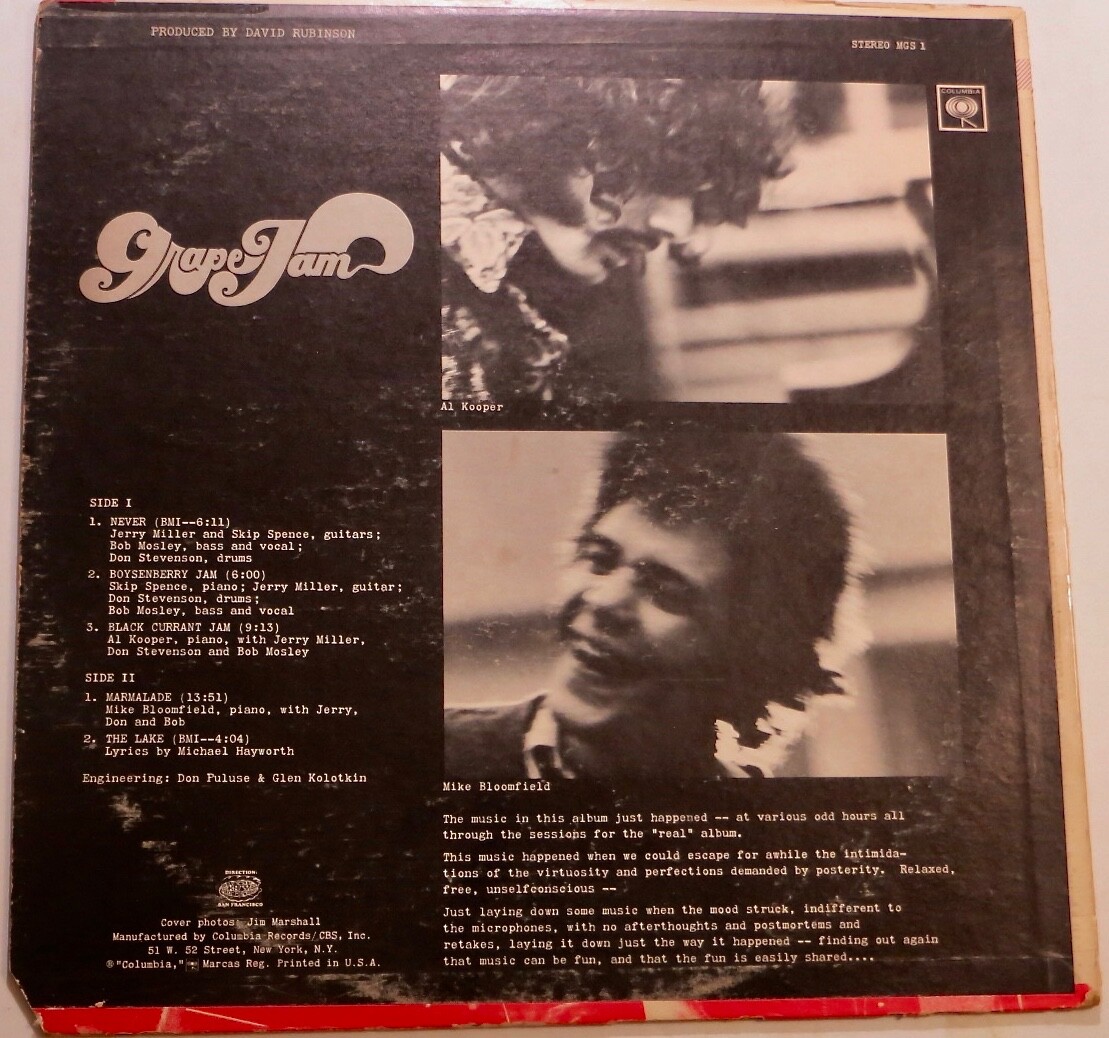 PRODUCED BY DAVID RUBINSON
STEREO MGS 1
COLUMBIA
Grape Jam
Al Kooper
SIDE I
1. NEVER (BMI--6:11)
Jerry Miller and Skip Spence, guitars;
Bob Mosley, bass and vocal;
Don Stevenson, drums
2. BOYSENBERRY JAM (6:00)
Skip Spence, piano; Jerry Miller, guitar;
Don Stevenson, drums;
Bob Mosley, bass and vocal
3. BLACK CURRANT JAM (9:13)
Al Kooper, piano, with Jerry Miller,
Don Stevenson and Bob Mosley
SIDE II
1. MARMALADE (13:51)
Mike Bloomfield, piano, with Jerry,
Don and Bob
2. THE LAKE (BMI--4:04)
Lyrics by Michael Hayworth
Engineering: Don Puluse & Glen Kolotkin
Mike Bloomfield
The music in this album just happened -- at various odd hours all
through the sessions for the "real" album.
This music happened when we could escape for awhile the intimida-
tions of the virtuosity and perfections demanded by posterity. Relaxed,
free, unselfconscious --
Just laying down some music when the mood struck, indifferent to
the microphones, with no afterthoughts and postmortems and
retakes, laying it down just the way it happened -- finding out again
that music can be fun, and that the fun is easily shared....
DIRECTION:
SAN FRANCISCO
Cover photos: Jim Marshall
Manufactured by Columbia Records/CBS, Inc.
51 W. 52 Street, New York, N.Y.
® "Columbia," Marcas Reg. Printed in U.S.A.